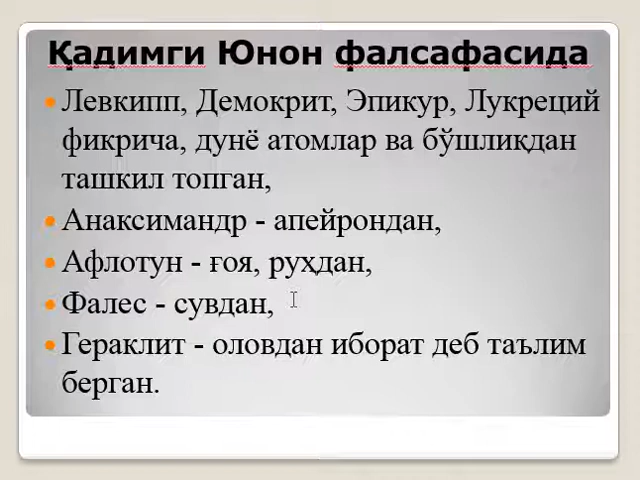 Қадимги Юнон фалсафасида
Левкипп, Демокрит, Эпикур, Лукреций
фикрича, дунё атомлар ва бўшлиқдан
ташкил топган,
Анаксимандр - апейрондан,
Афлотун - ғоя, руҳдан,
Фалес - сувдан,
Гераклит - оловдан иборат деб таълим
берган.